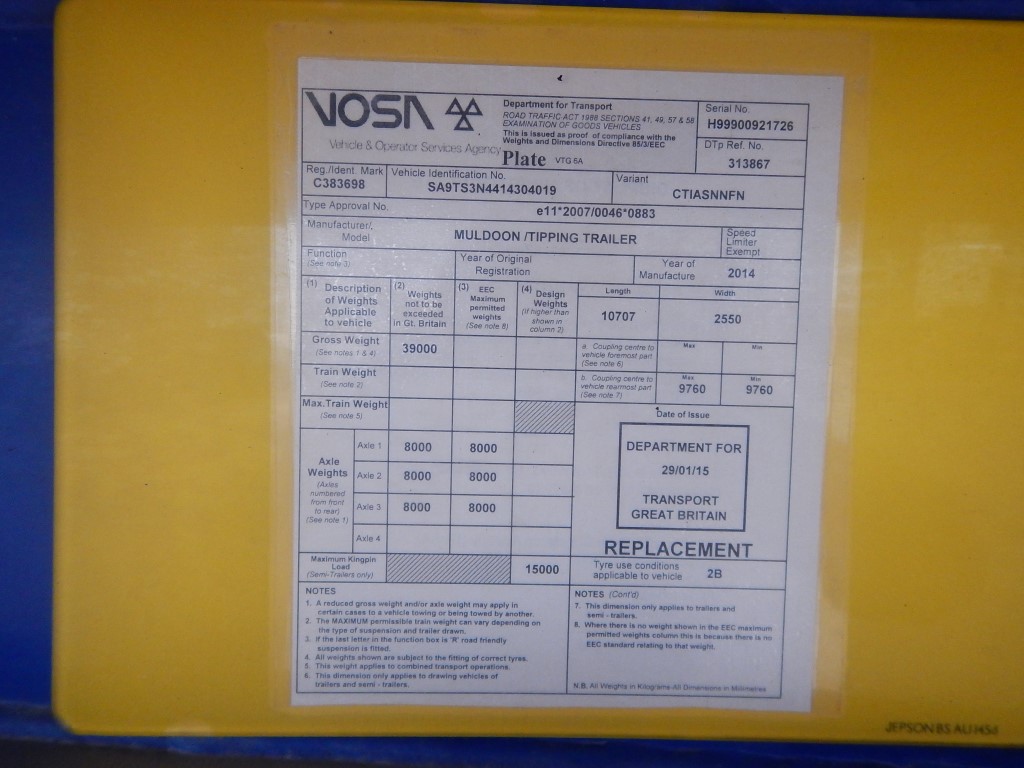 VOSA
Vehicle & Operator Services Agency
Department for Transport
ROAD TRAFFIC ACT 1988 SECTIONS 41, 49, 57 & 58
EXAMINATION OF GOODS VEHICLES
This is issued as proof of compliance with the
Weights and Dimensions Directive 85/3/EEC
Plate VTG 6A
Serial No.
H99900921726
DTp Ref. No.
313867
Reg./Ident. Mark
C383698
Vehicle Identification No.
SA9TS3N4414304019
Variant
CTIASNNFN
Type Approval No.
e11*2007/0046*0883
Manufacturer/.
Model
MULDOON /TIPPING TRAILER
Speed
Limiter
Exempt
Function
(See note 3)
Year of Original
Registration
Year of
Manufacture
2014
(1) Description
of Weights
Applicable
to vehicle
(2) Weights
not to be
exceeded
in Gt. Britain
(3) EEC
Maximum
permitted
weights
(See note 8)
(4) Design
Weights
(if higher than
shown in
column 2)
Length
10707
Width
2550
Gross Weight
(See notes 1 & 4)
39000
a Coupling centre to
vehicle foremost part
(See note 6)
Max
Min
Train Weight
(See note 2)
b Coupling centre to
vehicle rearmost part
(See note 7)
Max
9760
Min
9760
Max.Train Weight
(See note 5)
Axle
Weights
(Axles
numbered
from front
to rear)
(See note 1)
Axle 1 8000 8000
Axle 2 8000 8000
Axle 3 8000 8000
Axle 4
Maximum Kingpin
Load
(Semi-Trailers only)
15000
Date of Issue
DEPARTMENT FOR
29/01/15
TRANSPORT
GREAT BRITAIN
REPLACEMENT
Tyre use conditions
applicable to vehicle 2B
NOTES
1. A reduced gross weight and/or axle weight may apply in
certain cases to a vehicle towing or being towed by another.
2. The MAXIMUM permissible train weight can vary depending on
the type of suspension and trailer drawn.
3. If the last letter in the function box is 'R' road friendly
suspension is fitted.
4. All weights shown are subject to the fitting of correct tyres.
5. This weight applies to combined transport operations.
6. This dimension only applies to drawing vehicles of
trailers and semi - trailers.
NOTES (Cont'd)
7. This dimension only applies to trailers and
semi - trailers.
8. Where there is no weight shown in the EEC maximum
permitted weights column this is because there is no
EEC standard relating to that weight.
N.B. All Weights in Kilograms-All Dimensions in Millimetres